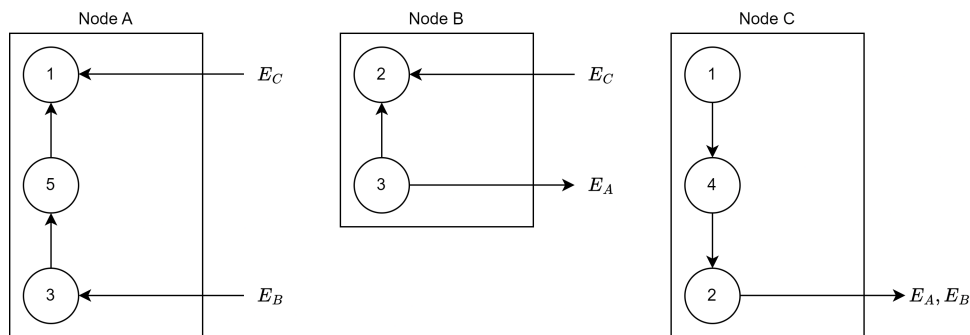 Node A
Node B
Node C
1
E_C
2
E_C
1
5
3
E_A
4
3
E_B
2
E_A, E_B